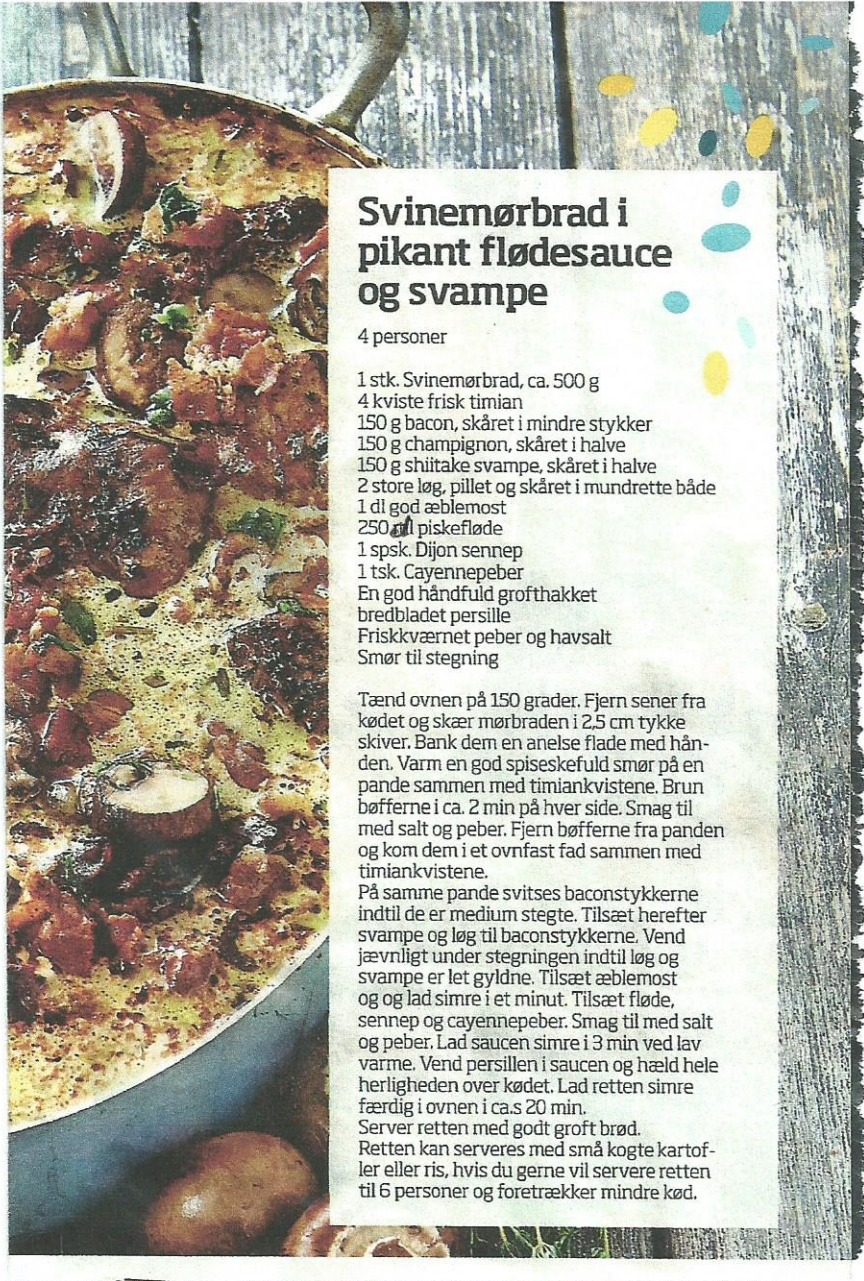 Svinemørbrad i
pikant flødesauce
og svampe
4 personer
1 stk. Svinemørbrad, ca. 500 g
4 kviste frisk timian
150 g bacon, skåret i mindre stykker
150 g champignon, skåret i halve
150 g shiitake svampe, skåret i halve
2 store løg, pillet og skåret i mundrette både
1 dl god æblemost
250 ml piskefløde
1 spsk. Dijon sennep
1 tsk. Cayennepeber
En god håndfuld grofthakket
bredbladet persille
Friskkværnet peber og havsalt
Smør til stegning
Tænd ovnen på 150 grader. Fjern sener fra
kødet og skær mørbraden i 2,5 cm tykke
skiver. Bank dem en anelse flade med hån-
den. Varm en god spiseskefuld smør på en
pande sammen med timiankvistene. Brun
bøfferne i ca. 2 min på hver side. Smag til
med salt og peber. Fjern bøfferne fra panden
og kom dem i et ovnfast fad sammen med
timiankvistene.
På samme pande svitses baconstykkerne
indtil de er medium stegte. Tilsæt herefter
svampe og løg til baconstykkerne. Vend
jævnligt under stegningen indtil løg og
svampe er let gyldne. Tilsæt æblemost
og og lad simre i et minut. Tilsæt fløde,
sennep og cayennepeber. Smag til med salt
og peber. Lad saucen simre i 3 min ved lav
varme. Vend persillen i saucen og hæld hele
herligheden over kødet. Lad retten simre
færdig i ovnen i ca.s 20 min.
Server retten med godt groft brød.
Retten kan serveres med små kogte kartof-
ler eller ris, hvis du gerne vil servere retten
til 6 personer og foretrækker mindre kød.